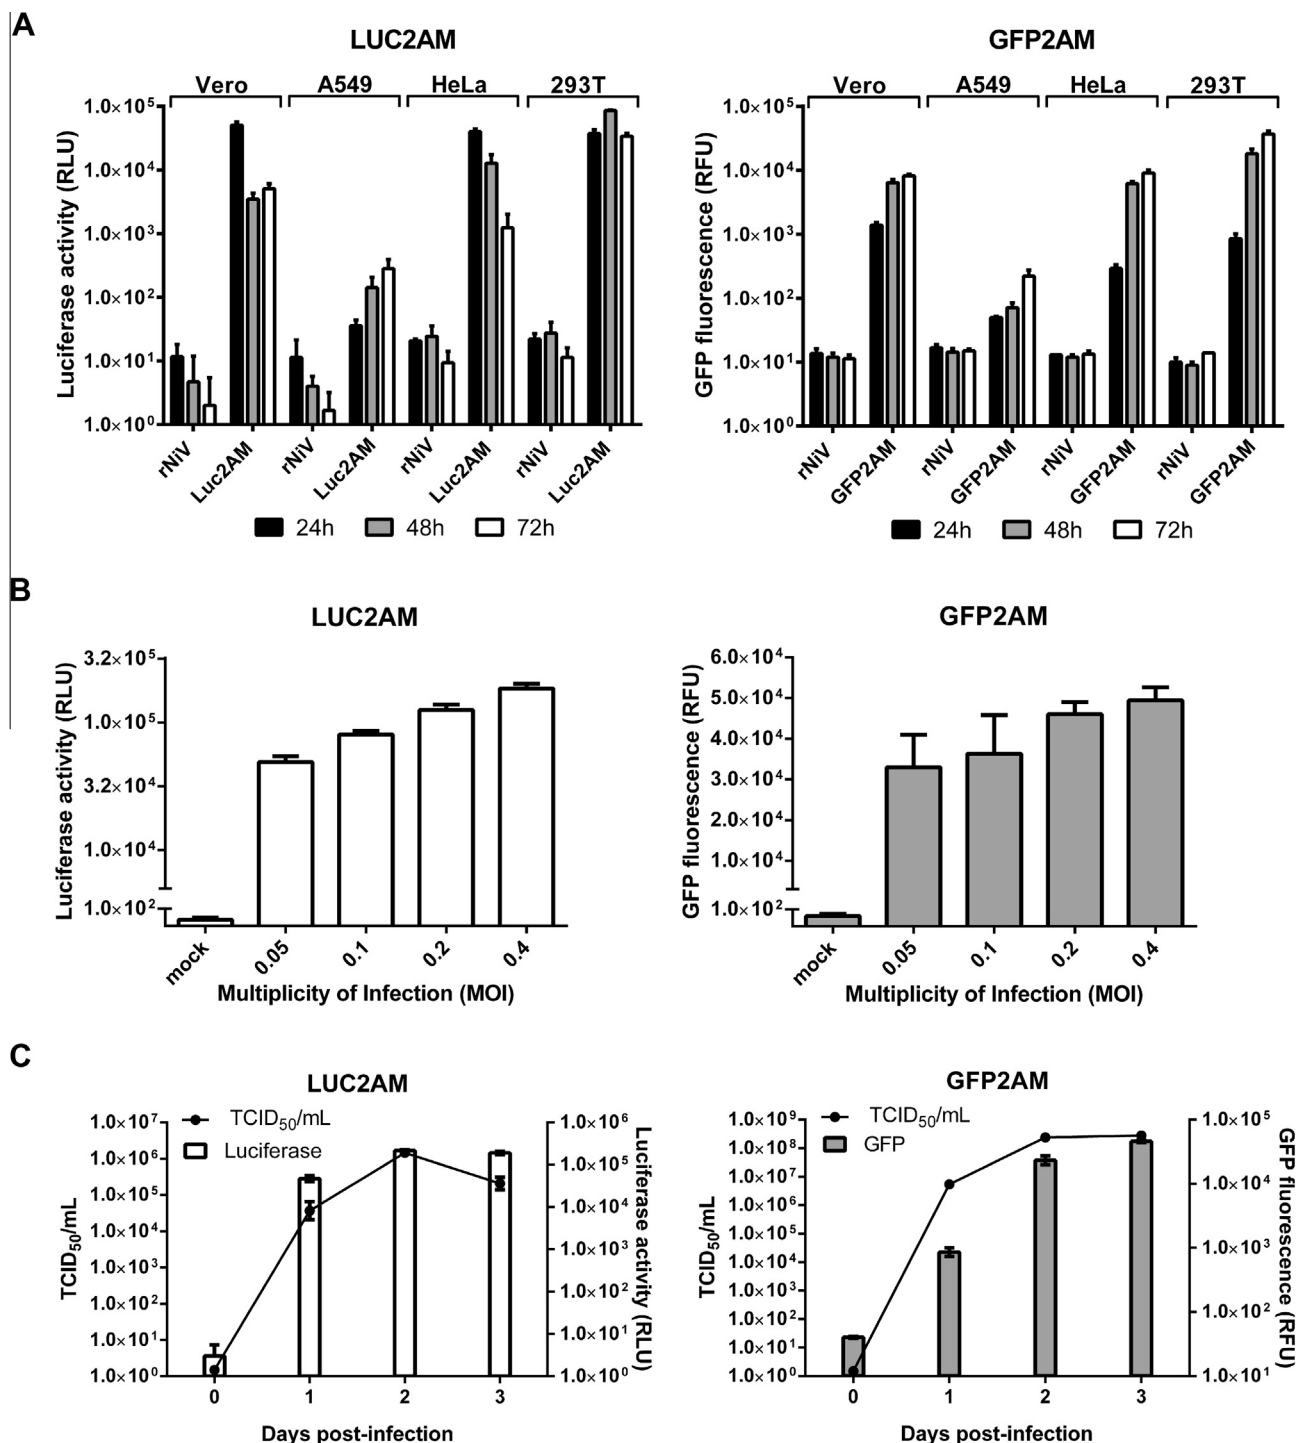 A
LUC2AM
Vero A549 HeLa 293T
Luciferase activity (RLU)
1.0×10⁵
1.0×10⁴
1.0×10³
1.0×10²
1.0×10¹
1.0×10⁰
rNiV Luc2AM rNiV Luc2AM rNiV Luc2AM rNiV Luc2AM
24h 48h 72h
GFP2AM
Vero A549 HeLa 293T
GFP fluorescence (RFU)
1.0×10⁵
1.0×10⁴
1.0×10³
1.0×10²
1.0×10¹
1.0×10⁰
rNiV GFP2AM rNiV GFP2AM rNiV GFP2AM rNiV GFP2AM
24h 48h 72h
B
LUC2AM
Luciferase activity (RLU)
3.2×10⁵
1.0×10⁵
3.2×10⁴
1.0×10⁴
1.0×10²
mock 0.05 0.1 0.2 0.4
Multiplicity of Infection (MOI)
GFP2AM
GFP fluorescence (RFU)
6.0×10⁴
5.0×10⁴
4.0×10⁴
3.0×10⁴
2.0×10⁴
1.0×10⁴
1.0×10²
mock 0.05 0.1 0.2 0.4
Multiplicity of Infection (MOI)
C
LUC2AM
TCID₅₀/mL
Luciferase
TCID₅₀/mL
1.0×10⁷
1.0×10⁶
1.0×10⁵
1.0×10⁴
1.0×10³
1.0×10²
1.0×10¹
1.0×10⁰
1.0×10⁶
1.0×10⁵
1.0×10⁴
1.0×10³
1.0×10²
1.0×10¹
1.0×10⁰
Luciferase activity (RLU)
0 1 2 3
Days post-infection
GFP2AM
TCID₅₀/mL
GFP
TCID₅₀/mL
1.0×10⁹
1.0×10⁸
1.0×10⁷
1.0×10⁶
1.0×10⁵
1.0×10⁴
1.0×10³
1.0×10²
1.0×10¹
1.0×10⁰
1.0×10⁵
1.0×10⁴
1.0×10³
1.0×10²
1.0×10¹
GFP fluorescence (RFU)
0 1 2 3
Days post-infection